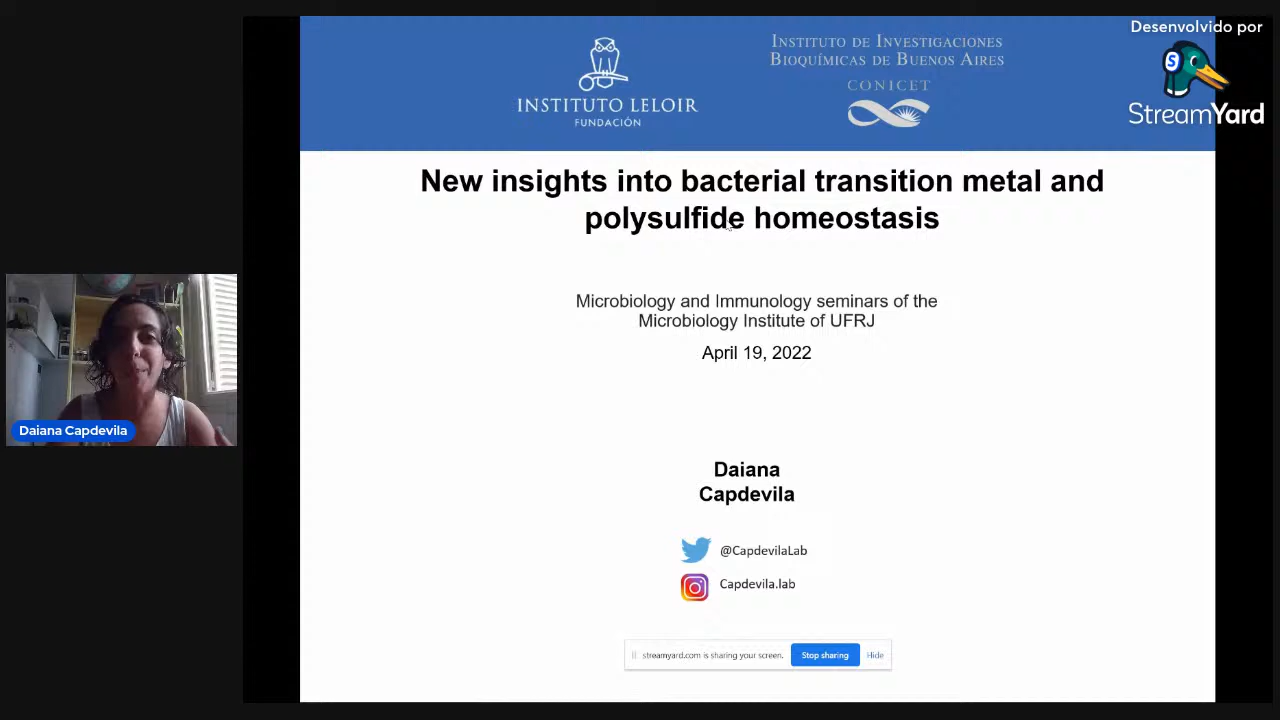 Desenvolvido por
StreamYard
INSTITUTO LELOIR
FUNDACIÓN
INSTITUTO DE INVESTIGACIONES
BIOQUÍMICAS DE BUENOS AIRES
CONICET
New insights into bacterial transition metal and
polysulfide homeostasis
Microbiology and Immunology seminars of the
Microbiology Institute of UFRJ
April 19, 2022
Daiana
Capdevila
@CapdevilaLab
Capdevila.lab
streamyard.com is sharing your screen. Stop sharing Hide
Daiana Capdevila